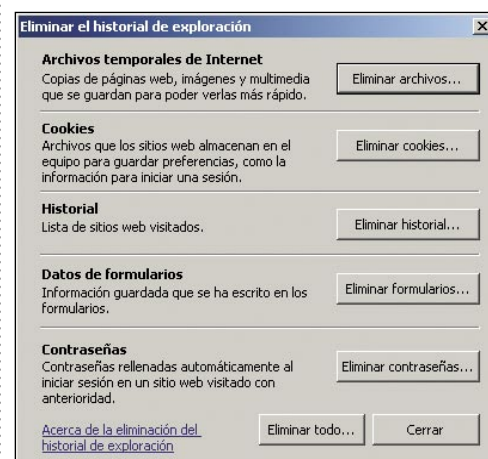 Eliminar el historial de exploración
Archivos temporales de Internet
Copias de páginas web, imágenes y multimedia
que se guardan para poder verlas más rápido.
Eliminar archivos...
Cookies
Archivos que los sitios web almacenan en el
equipo para guardar preferencias, como la
información para iniciar una sesión.
Eliminar cookies...
Historial
Lista de sitios web visitados.
Eliminar historial...
Datos de formularios
Información guardada que se ha escrito en los
formularios.
Eliminar formularios...
Contraseñas
Contraseñas rellenadas automáticamente al
iniciar sesión en un sitio web visitado con
anterioridad.
Eliminar contraseñas...
Acerca de la eliminación del
historial de exploración
Eliminar todo...
Cerrar